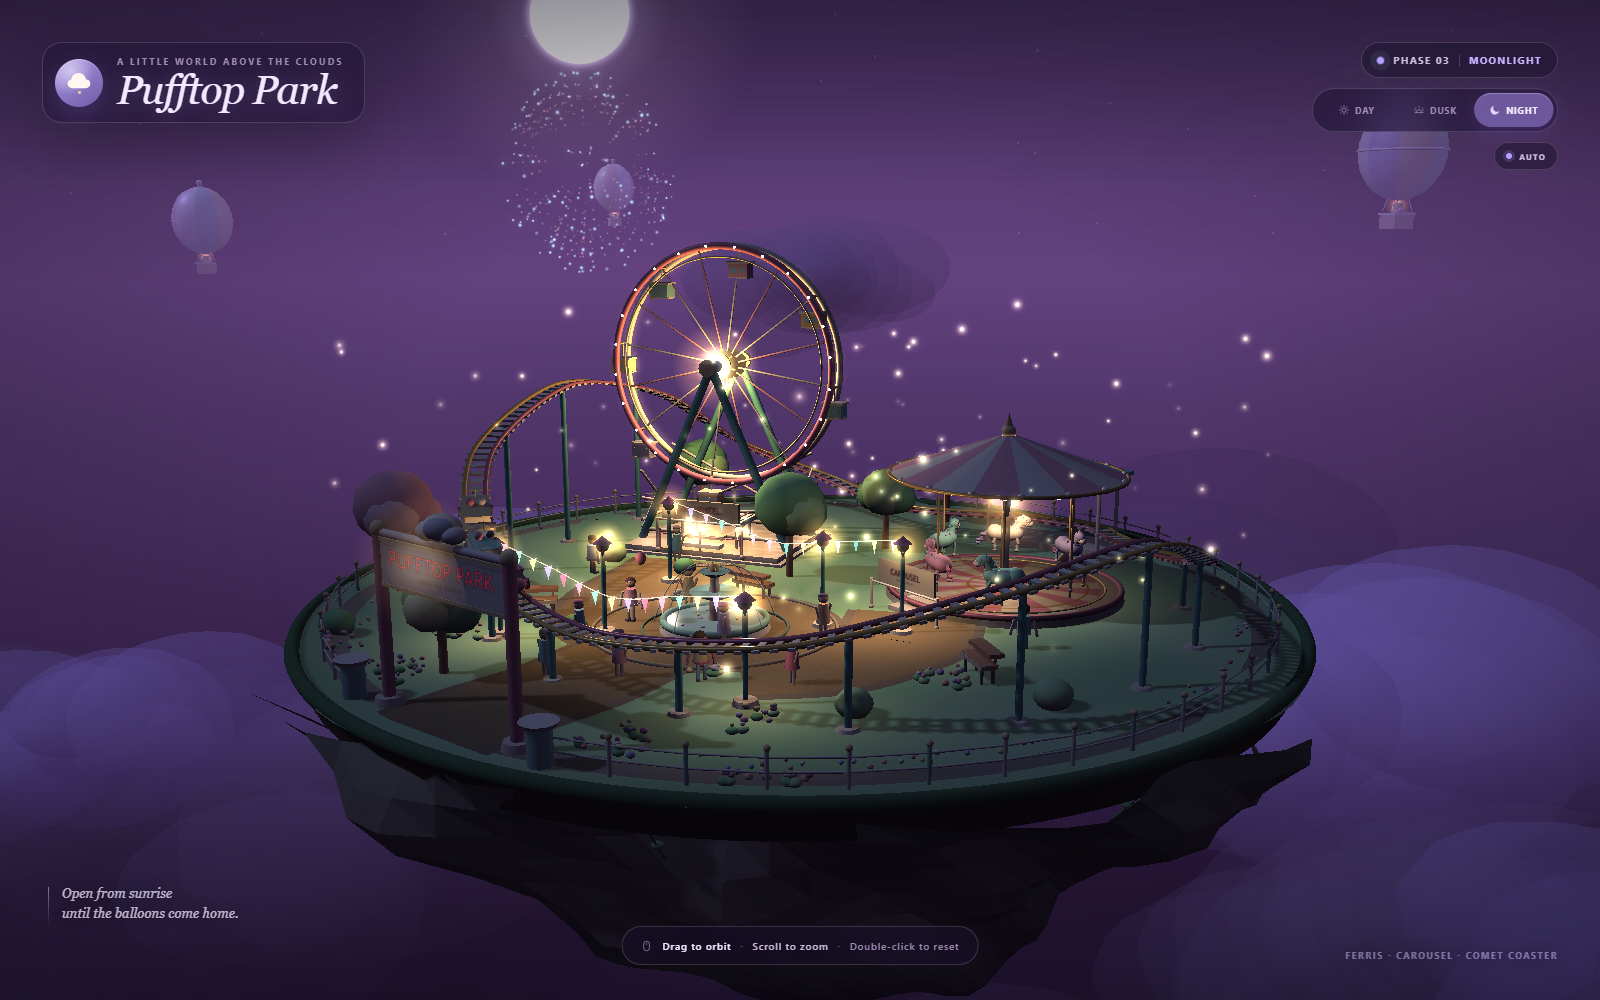 A LITTLE WORLD ABOVE THE CLOUDS
Pufftop Park
PHASE 03 MOONLIGHT
DAY DUSK NIGHT
AUTO
PUFFTOP PARK
CAROUSEL
Open from sunrise
until the balloons come home.
Drag to orbit · Scroll to zoom · Double-click to reset
FERRIS · CAROUSEL · COMET COASTER